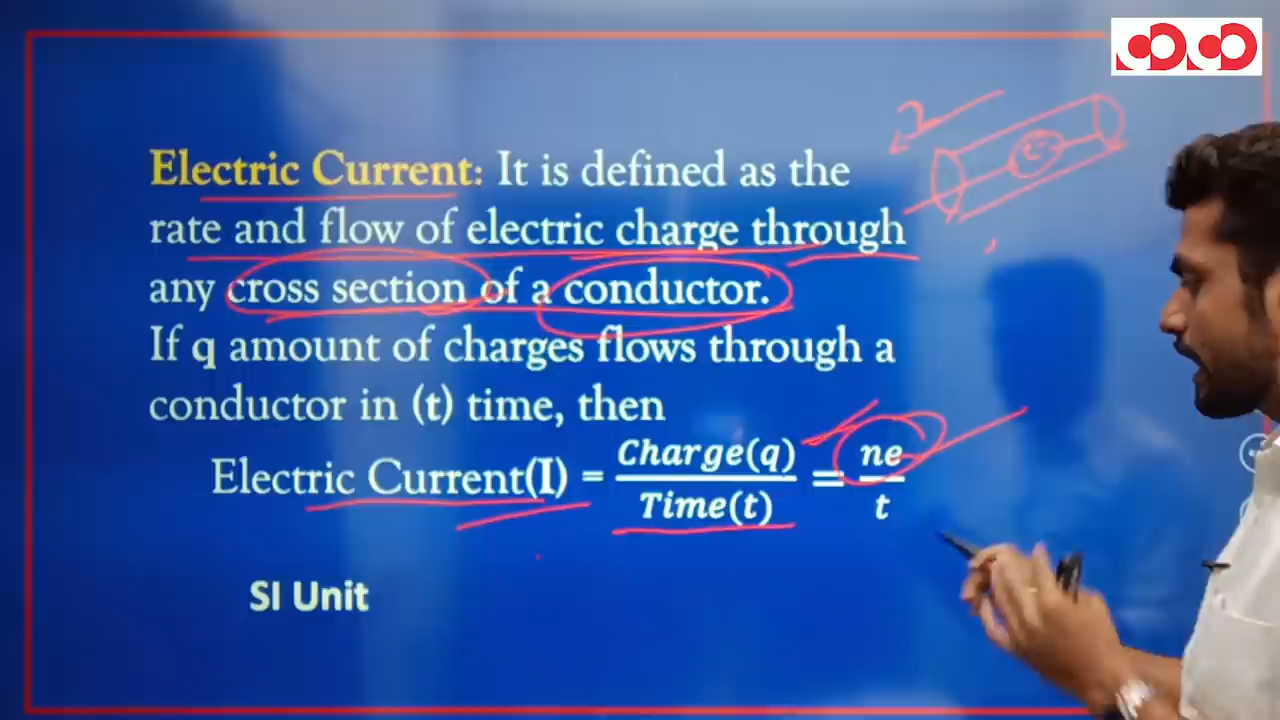 Electric Current: It is defined as the
rate and flow of electric charge through
any cross section of a conductor.
If q amount of charges flows through a
conductor in (t) time, then
Electric Current(I) = Charge(q) / Time(t) = ne / t
SI Unit